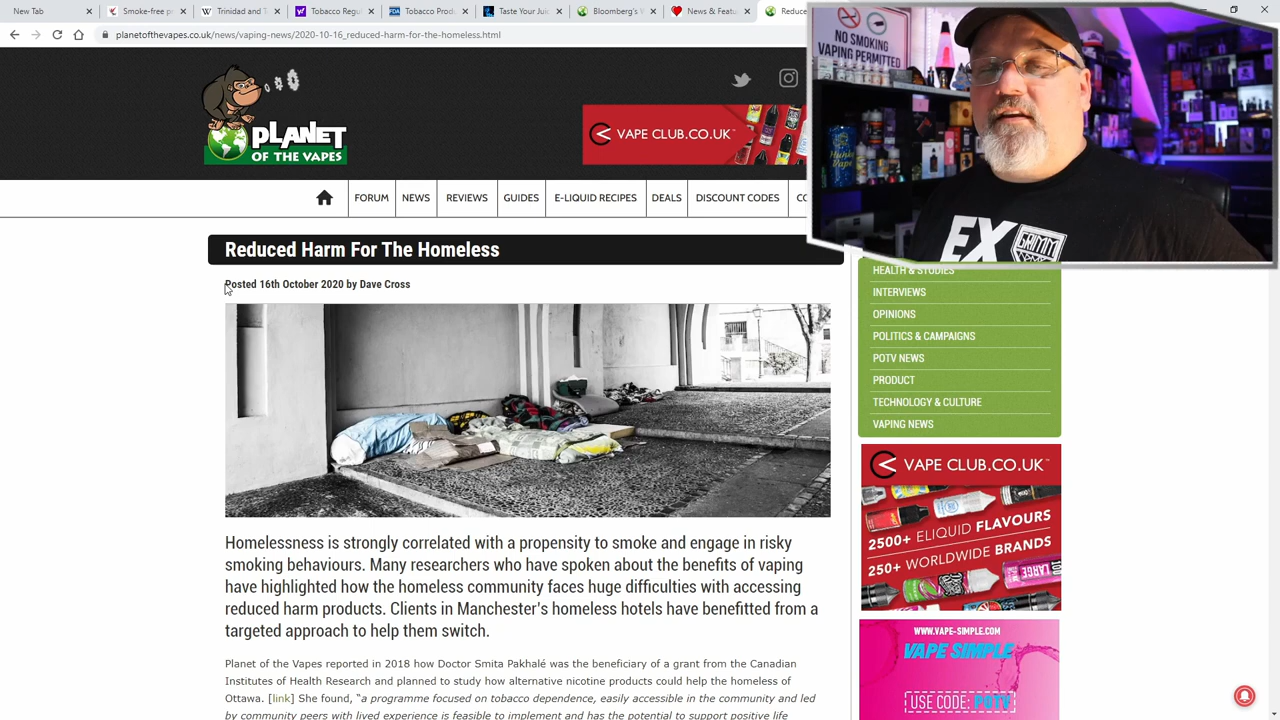 New Tab
Smoke-free p
Trinidad and T
Tobacco Regu
FDA
Tobacco Produ
Taste Your Juic
Bloomberg's V
News & Featu
Reduce
planetofthevapes.co.uk/news/vaping-news/2020-10-16_reduced-harm-for-the-homeless.html
NO SMOKING
VAPING PERMITTED
PLANET
OF THE VAPES
VAPE CLUB.CO.UK
EX
GRIMM
FORUM
NEWS
REVIEWS
GUIDES
E-LIQUID RECIPES
DEALS
DISCOUNT CODES
CO
Reduced Harm For The Homeless
Posted 16th October 2020 by Dave Cross
HEALTH & STUDIES
INTERVIEWS
OPINIONS
POLITICS & CAMPAIGNS
POTV NEWS
PRODUCT
TECHNOLOGY & CULTURE
VAPING NEWS
VAPE CLUB.CO.UK™
2500+ ELIQUID FLAVOURS
250+ WORLDWIDE BRANDS
LARGE
WWW.VAPE-SIMPLE.COM
VAPE SIMPLE
USE CODE: POTV
Homelessness is strongly correlated with a propensity to smoke and engage in risky
smoking behaviours. Many researchers who have spoken about the benefits of vaping
have highlighted how the homeless community faces huge difficulties with accessing
reduced harm products. Clients in Manchester's homeless hotels have benefitted from a
targeted approach to help them switch.
Planet of the Vapes reported in 2018 how Doctor Smita Pakhalé was the beneficiary of a grant from the Canadian
Institutes of Health Research and planned to study how alternative nicotine products could help the homeless of
Ottawa. [link] She found, "a programme focused on tobacco dependence, easily accessible in the community and led
by community peers with lived experience is feasible to implement and has the potential to support positive life